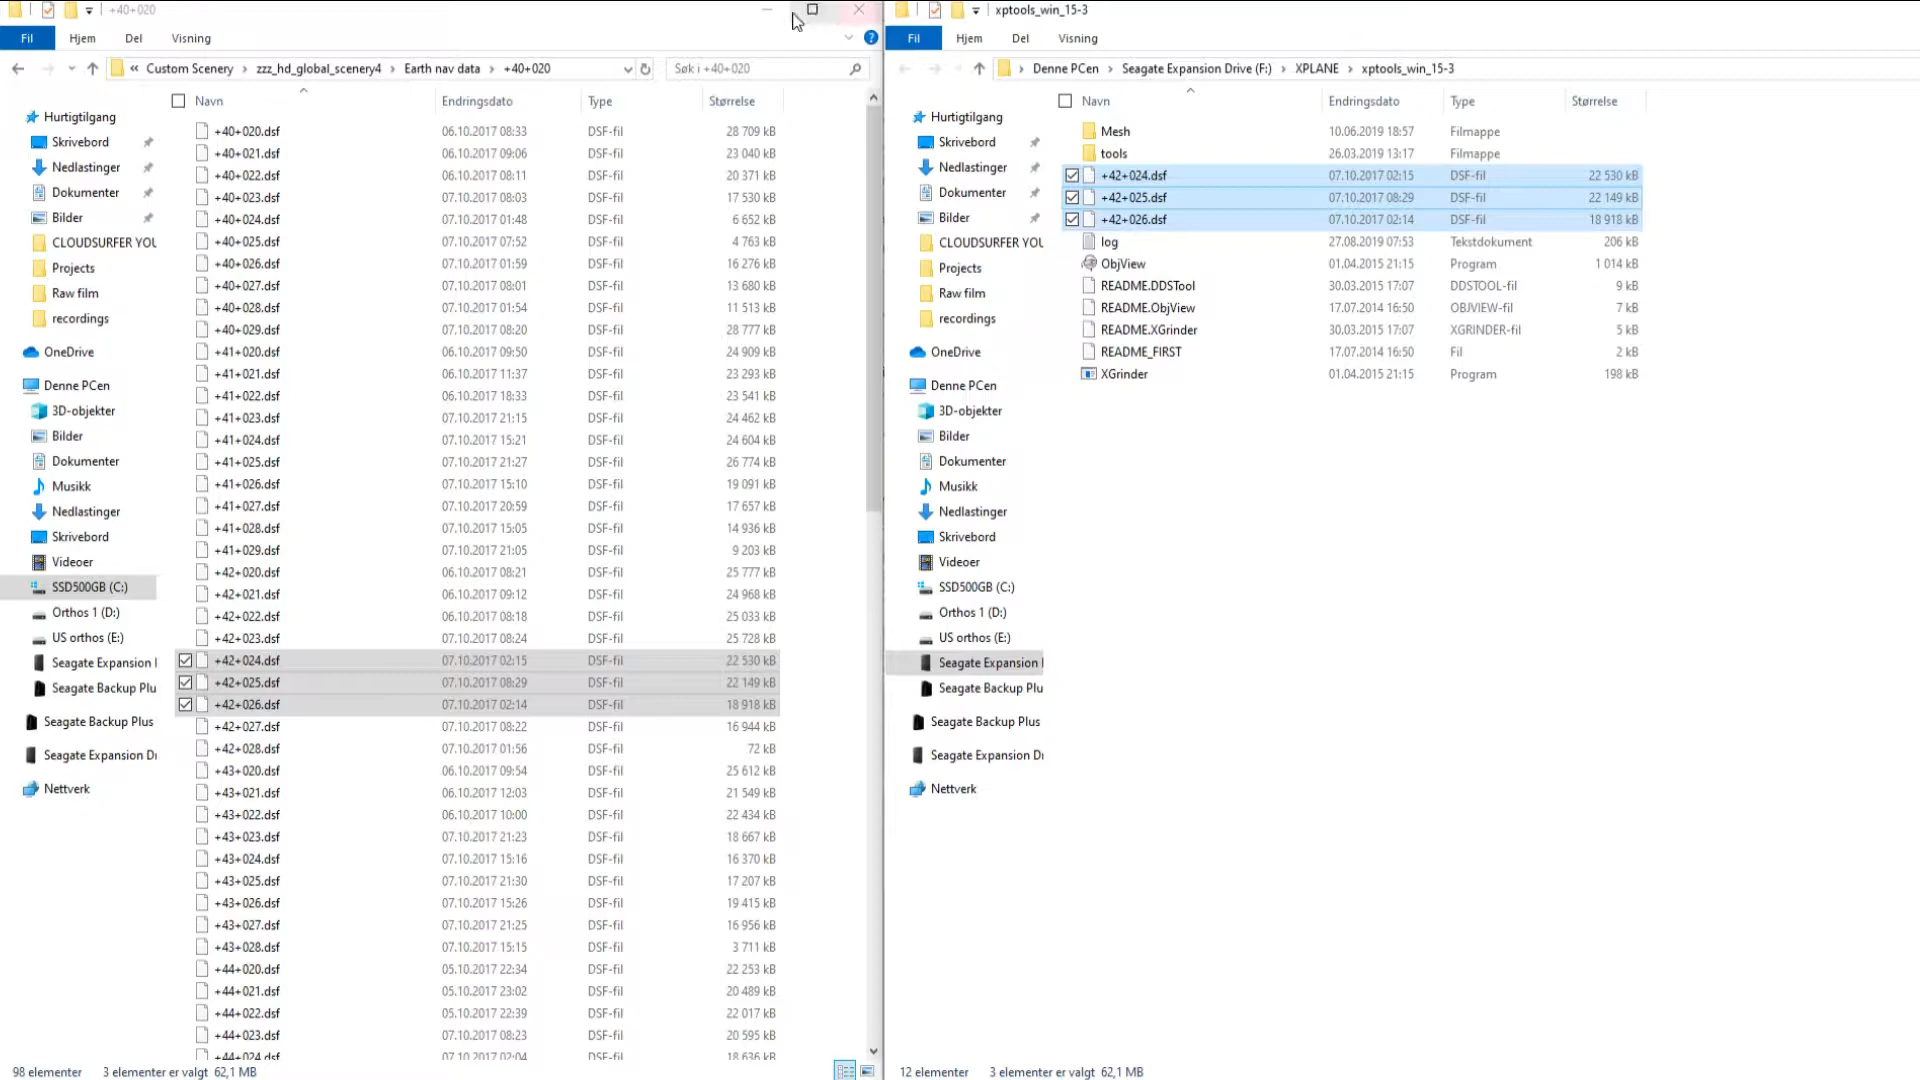 +40+020
Fil Hjem Del Visning
« Custom Scenery › zzz_hd_global_scenery4 › Earth nav data › +40+020
Søk i +40+020
Hurtigtilgang
Skrivebord
Nedlastinger
Dokumenter
Bilder
CLOUDSURFER YOU
Projects
Raw film
recordings
OneDrive
Denne PCen
3D-objekter
Bilder
Dokumenter
Musikk
Nedlastinger
Skrivebord
Videoer
SSD500GB (C:)
Orthos 1 (D:)
US orthos (E:)
Seagate Expansion
Seagate Backup Plu
Seagate Backup Plus
Seagate Expansion Dr
Nettverk
Navn Endringsdato Type Størrelse
+40+020.dsf 06.10.2017 08:33 DSF-fil 28 709 kB
+40+021.dsf 06.10.2017 09:06 DSF-fil 23 040 kB
+40+022.dsf 06.10.2017 08:11 DSF-fil 20 371 kB
+40+023.dsf 06.10.2017 08:03 DSF-fil 17 530 kB
+40+024.dsf 07.10.2017 01:48 DSF-fil 6 652 kB
+40+025.dsf 07.10.2017 07:52 DSF-fil 4 763 kB
+40+026.dsf 07.10.2017 01:59 DSF-fil 16 276 kB
+40+027.dsf 07.10.2017 08:01 DSF-fil 13 680 kB
+40+028.dsf 07.10.2017 01:54 DSF-fil 11 513 kB
+40+029.dsf 07.10.2017 08:20 DSF-fil 28 777 kB
+41+020.dsf 06.10.2017 09:50 DSF-fil 24 909 kB
+41+021.dsf 06.10.2017 11:37 DSF-fil 23 293 kB
+41+022.dsf 06.10.2017 18:33 DSF-fil 23 541 kB
+41+023.dsf 07.10.2017 21:15 DSF-fil 24 462 kB
+41+024.dsf 07.10.2017 15:21 DSF-fil 24 604 kB
+41+025.dsf 07.10.2017 21:27 DSF-fil 26 774 kB
+41+026.dsf 07.10.2017 15:10 DSF-fil 19 091 kB
+41+027.dsf 07.10.2017 20:59 DSF-fil 17 657 kB
+41+028.dsf 07.10.2017 15:05 DSF-fil 14 936 kB
+41+029.dsf 07.10.2017 21:05 DSF-fil 9 203 kB
+42+020.dsf 06.10.2017 08:21 DSF-fil 25 777 kB
+42+021.dsf 06.10.2017 09:12 DSF-fil 24 968 kB
+42+022.dsf 06.10.2017 08:18 DSF-fil 25 033 kB
+42+023.dsf 07.10.2017 08:24 DSF-fil 25 728 kB
+42+024.dsf 07.10.2017 02:15 DSF-fil 22 530 kB
+42+025.dsf 07.10.2017 08:29 DSF-fil 22 149 kB
+42+026.dsf 07.10.2017 02:14 DSF-fil 18 918 kB
+42+027.dsf 07.10.2017 08:22 DSF-fil 16 944 kB
+42+028.dsf 07.10.2017 01:56 DSF-fil 72 kB
+43+020.dsf 06.10.2017 09:54 DSF-fil 25 612 kB
+43+021.dsf 06.10.2017 12:03 DSF-fil 21 549 kB
+43+022.dsf 06.10.2017 10:00 DSF-fil 22 434 kB
+43+023.dsf 07.10.2017 21:23 DSF-fil 18 667 kB
+43+024.dsf 07.10.2017 15:16 DSF-fil 16 370 kB
+43+025.dsf 07.10.2017 21:30 DSF-fil 17 207 kB
+43+026.dsf 07.10.2017 15:26 DSF-fil 19 415 kB
+43+027.dsf 07.10.2017 21:25 DSF-fil 16 956 kB
+43+028.dsf 07.10.2017 15:15 DSF-fil 3 711 kB
+44+020.dsf 05.10.2017 22:34 DSF-fil 22 253 kB
+44+021.dsf 05.10.2017 23:02 DSF-fil 20 489 kB
+44+022.dsf 05.10.2017 22:39 DSF-fil 22 017 kB
+44+023.dsf 07.10.2017 08:23 DSF-fil 20 595 kB
+44+024.dsf 07.10.2017 02:04 DSF-fil 18 636 kB
98 elementer 3 elementer er valgt 62,1 MB
xptools_win_15-3
Fil Hjem Del Visning
› Denne PCen › Seagate Expansion Drive (F:) › XPLANE › xptools_win_15-3
Hurtigtilgang
Skrivebord
Nedlastinger
Dokumenter
Bilder
CLOUDSURFER YOU
Projects
Raw film
recordings
OneDrive
Denne PCen
3D-objekter
Bilder
Dokumenter
Musikk
Nedlastinger
Skrivebord
Videoer
SSD500GB (C:)
Orthos 1 (D:)
US orthos (E:)
Seagate Expansion
Seagate Backup Plu
Seagate Backup Plus
Seagate Expansion Dr
Nettverk
Navn Endringsdato Type Størrelse
Mesh 10.06.2019 18:57 Filmappe
tools 26.03.2019 13:17 Filmappe
+42+024.dsf 07.10.2017 02:15 DSF-fil 22 530 kB
+42+025.dsf 07.10.2017 08:29 DSF-fil 22 149 kB
+42+026.dsf 07.10.2017 02:14 DSF-fil 18 918 kB
log 27.08.2019 07:53 Tekstdokument 206 kB
ObjView 01.04.2015 21:15 Program 1 014 kB
README.DDSTool 30.03.2015 17:07 DDSTOOL-fil 9 kB
README.ObjView 17.07.2014 16:50 OBJVIEW-fil 7 kB
README.XGrinder 30.03.2015 17:07 XGRINDER-fil 5 kB
README_FIRST 17.07.2014 16:50 Fil 2 kB
XGrinder 01.04.2015 21:15 Program 198 kB
12 elementer 3 elementer er valgt 62,1 MB